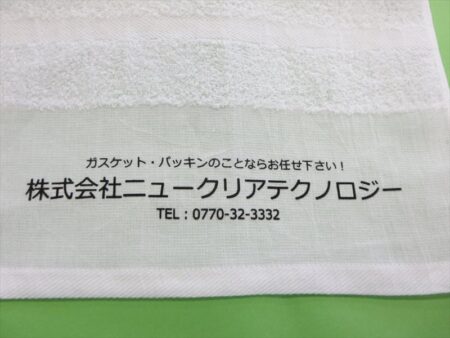 ガスケット・パッキンのことならお任せ下さい！
株式会社ニュークリアテクノロジー
TEL：0770-32-3332